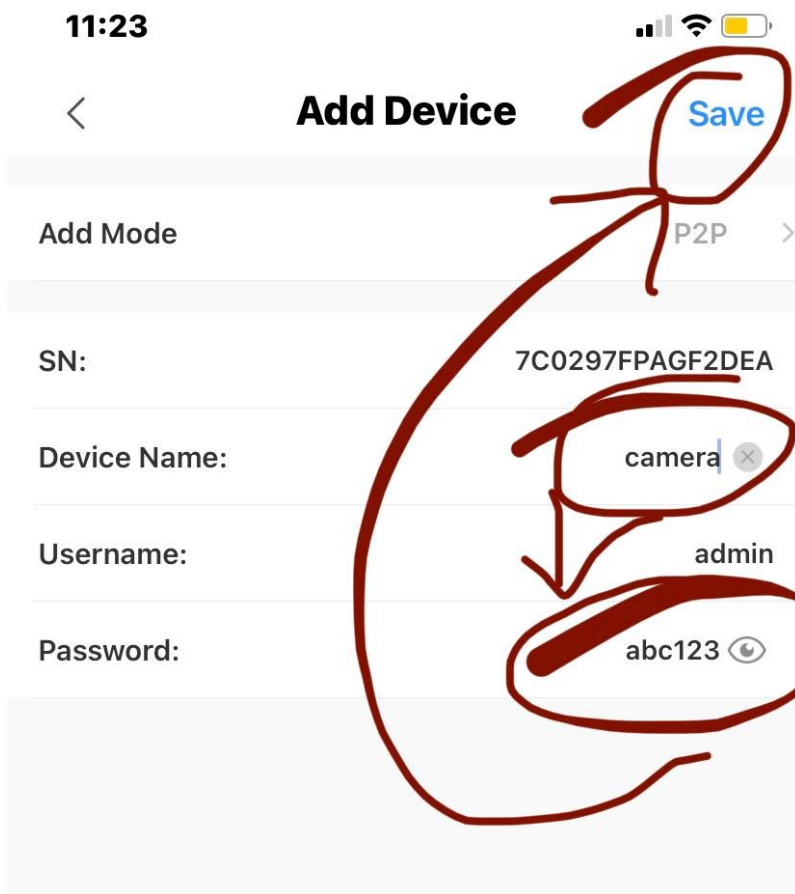 11:23
Add Device Save
Add Mode P2P
SN: 7C0297FPAGF2DEA
Device Name: camera
Username: admin
Password: abc123